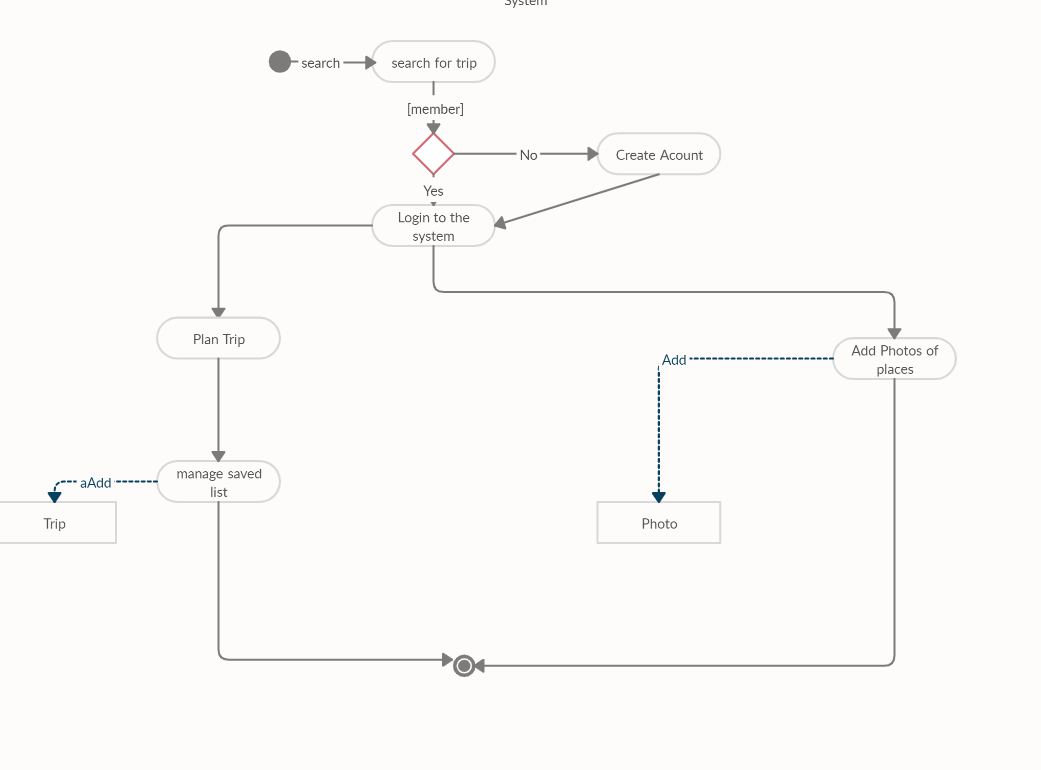 System
search
search for trip
[member]
No
Create Acount
Yes
Login to the
system
Plan Trip
Add Photos of
places
Add
manage saved
list
aAdd
Trip
Photo